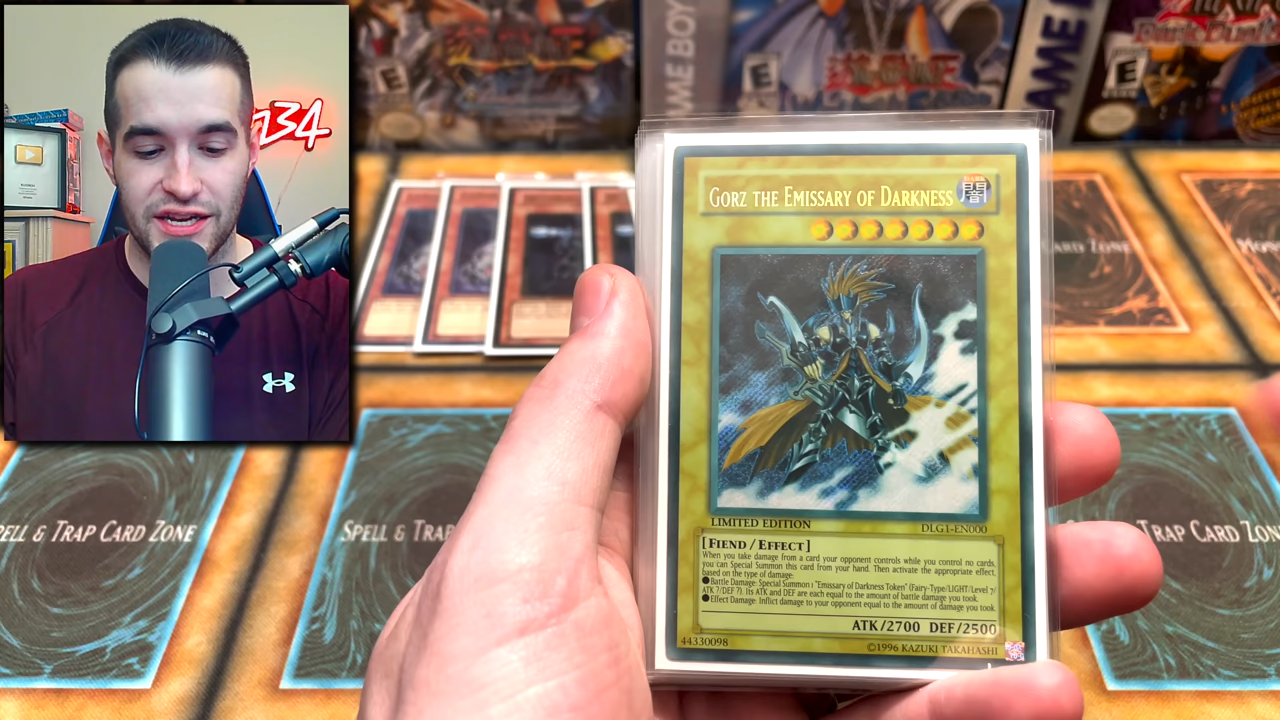 GAME BOY
E
E
E
734
GORZ THE EMISSARY OF DARKNESS
闇
CARD ZONE
LIMITED EDITION
DLG1-EN000
[FIEND / EFFECT]
When you take damage from a card your opponent controls while you control no cards,
you can Special Summon this card from your hand. Then activate the appropriate effect,
based on the type of damage:
●Battle Damage: Special Summon 1 "Emissary of Darkness Token" (Fairy-Type/LIGHT/Level 7/
ATK ?/DEF ?). Its ATK and DEF are each equal to the amount of battle damage you took.
●Effect Damage: Inflict damage to your opponent equal to the amount of damage you took.
ATK/2700 DEF/2500
44330098
©1996 KAZUKI TAKAHASHI
SPELL & TRAP CARD ZONE
SPELL & TRAP
TRAP CARD ZONE